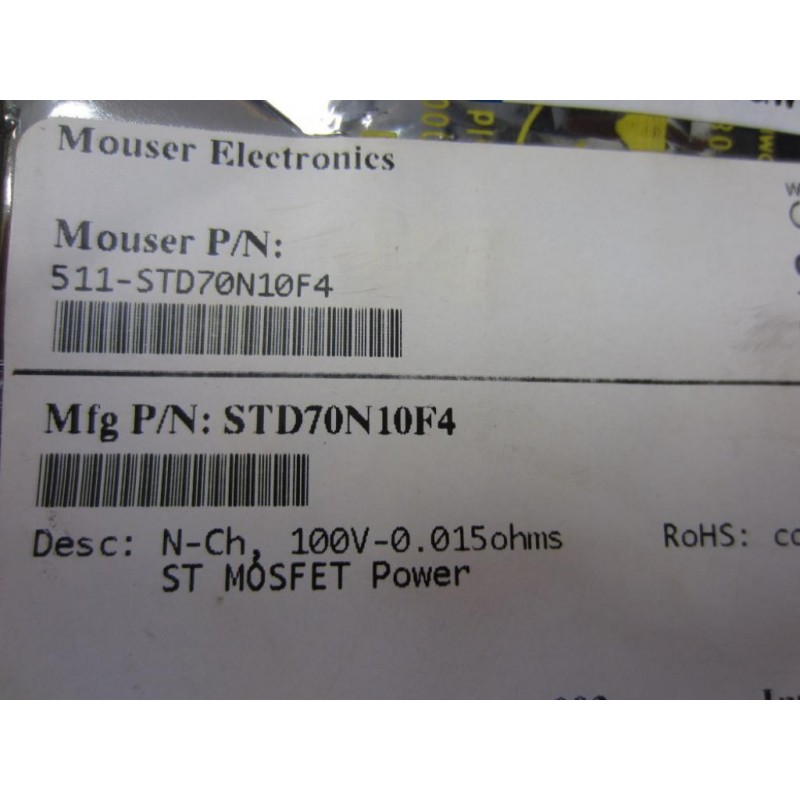 Mouser Electronics
Mouser P/N:
511-STD70N10F4
Mfg P/N: STD70N10F4
Desc: N-Ch, 100V-0.015ohms RoHS:
ST MOSFET Power